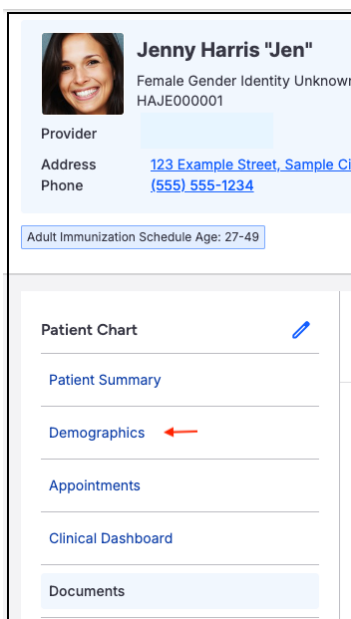 Jenny Harris "Jen"
Female Gender Identity Unknown
HAJE000001
Provider
Address 123 Example Street, Sample Ci
Phone (555) 555-1234
Adult Immunization Schedule Age: 27-49
Patient Chart
Patient Summary
Demographics
Appointments
Clinical Dashboard
Documents